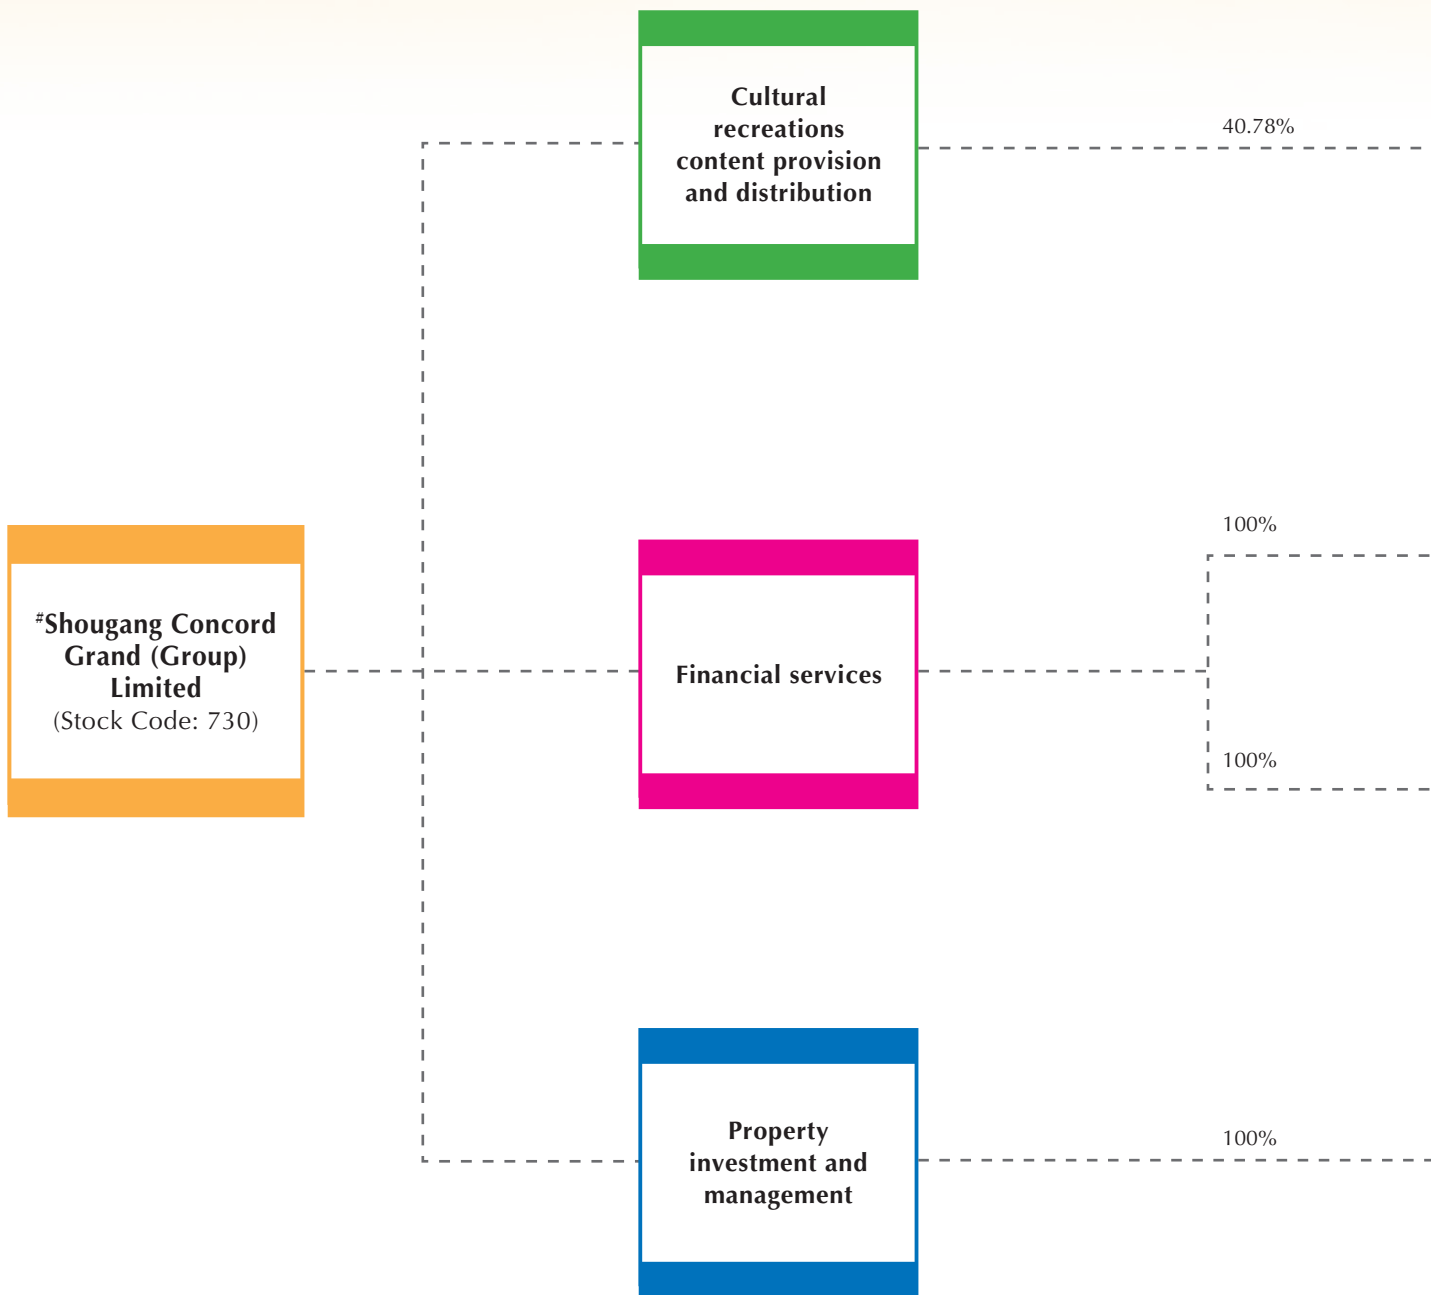 Cultural
recreations
content provision
and distribution
40.78%
#Shougang Concord
Grand (Group)
Limited
(Stock Code: 730)
Financial services
100%
100%
Property
investment and
management
100%